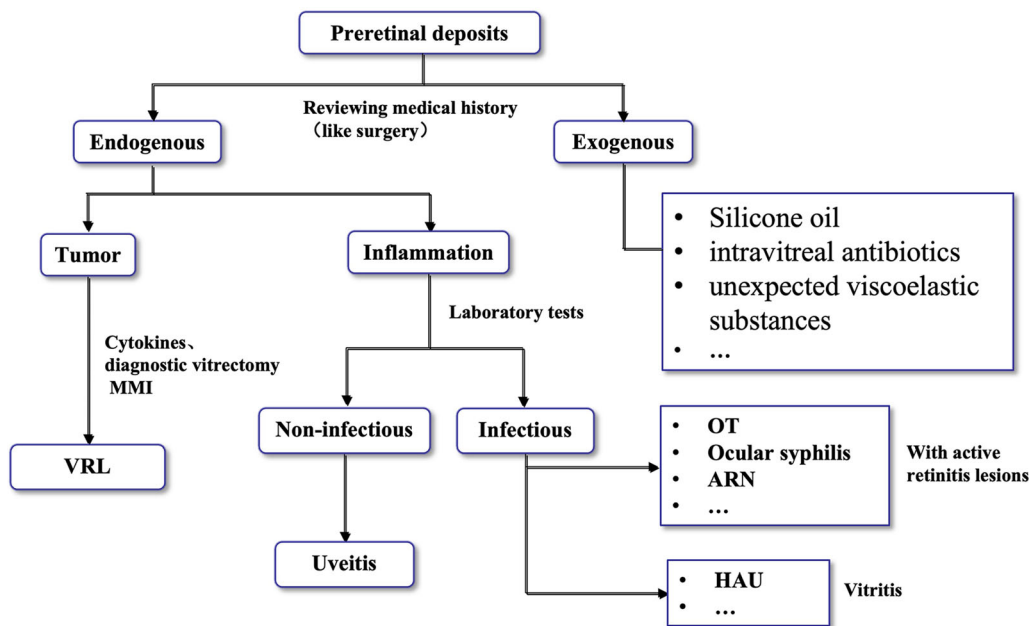 Preretinal deposits
Reviewing medical history
（like surgery）
Endogenous
Exogenous
Tumor
Inflammation
• Silicone oil
• intravitreal antibiotics
• unexpected viscoelastic
substances
• ...
Laboratory tests
Cytokines、
diagnostic vitrectomy
MMI
Non-infectious
Infectious
VRL
• OT
• Ocular syphilis
• ARN
• ...
With active
retinitis lesions
Uveitis
• HAU
• ...
Vitritis